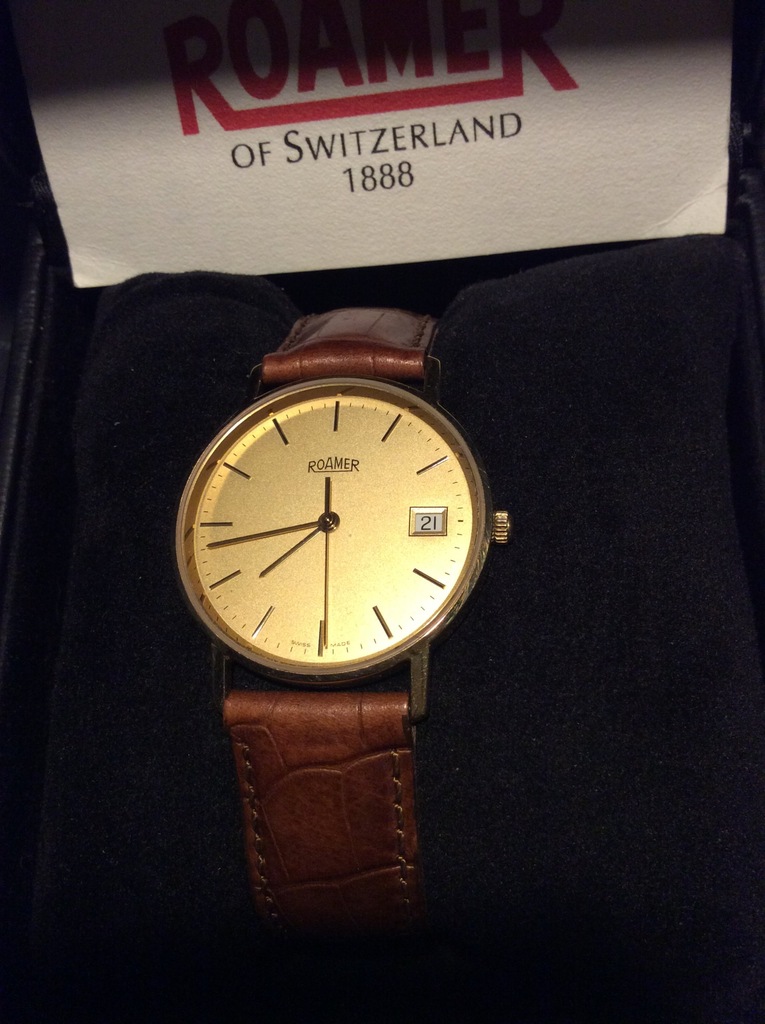 ROAMER
OF SWITZERLAND
1888
ROAMER
21
SWISS MADE